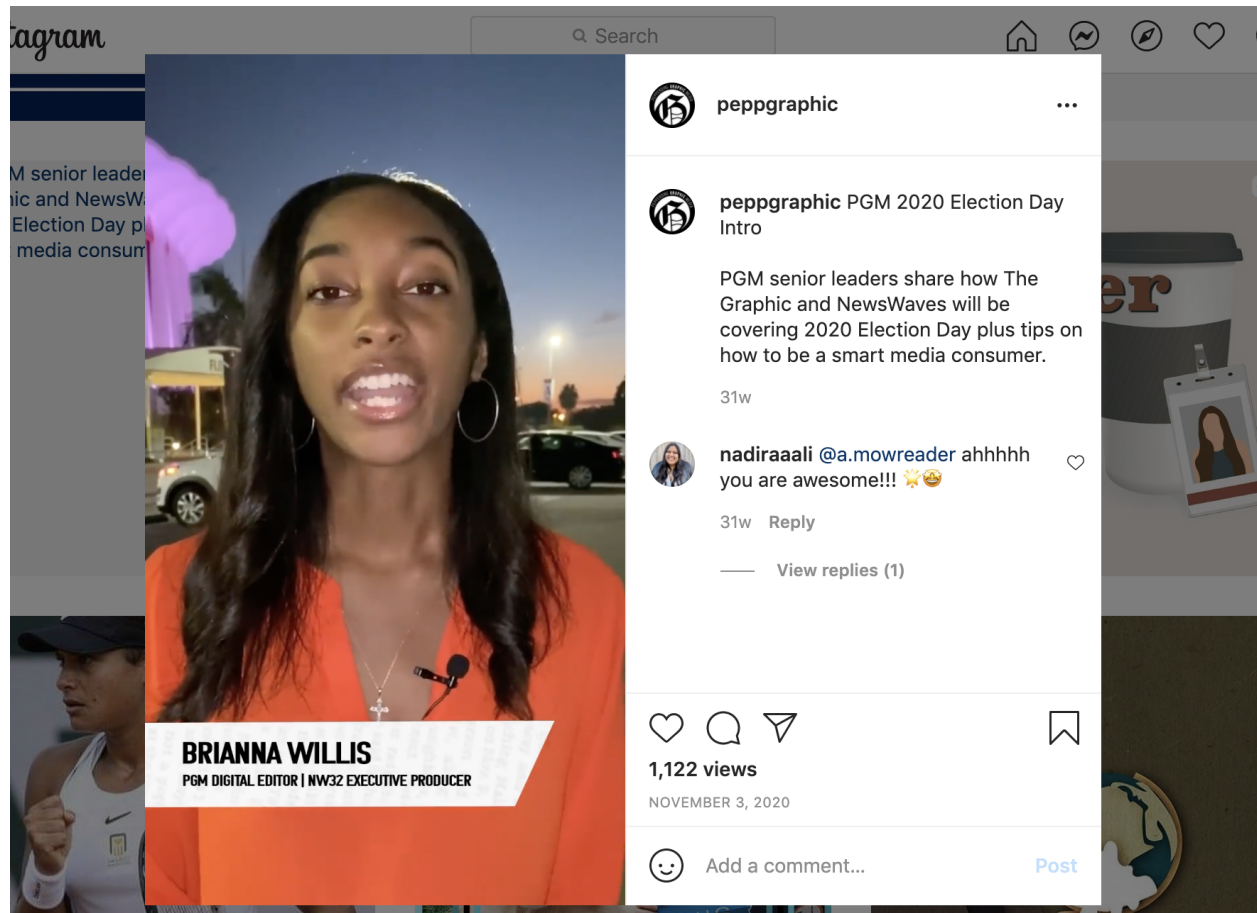 tagram
Search
M senior leader
ic and NewsWa
Election Day p
media consum
peppgraphic
peppgraphic PGM 2020 Election Day
Intro
PGM senior leaders share how The
Graphic and NewsWaves will be
covering 2020 Election Day plus tips on
how to be a smart media consumer.
31w
nadiraaali @a.mowreader ahhhhh
you are awesome!!! 🌟🤩
31w Reply
View replies (1)
er
FLO
BRIANNA WILLIS
PGM DIGITAL EDITOR | NW32 EXECUTIVE PRODUCER
1,122 views
NOVEMBER 3, 2020
Add a comment...
Post